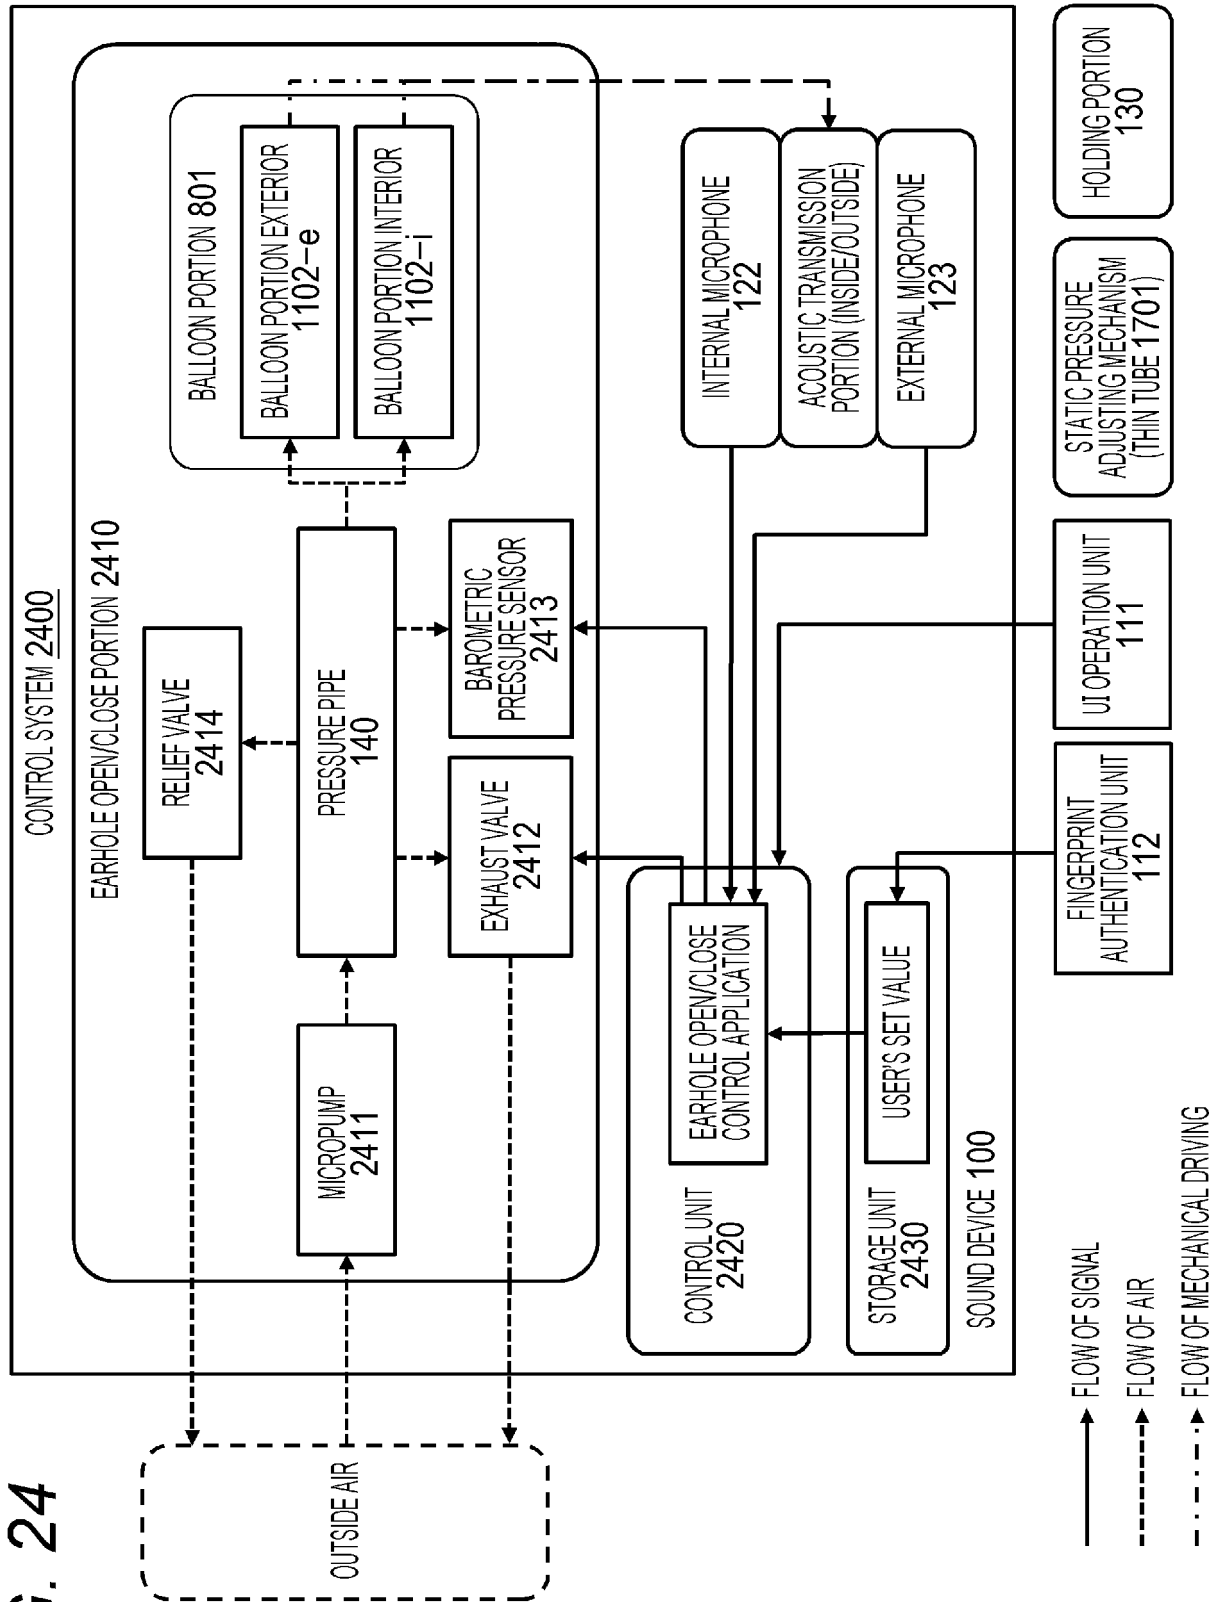 G. 24
CONTROL SYSTEM 2400
EARHOLE OPEN/CLOSE PORTION 2410
RELIEF VALVE
2414
BALLOON PORTION 801
BALLOON PORTION EXTERIOR
1102-e
BALLOON PORTION INTERIOR
1102-i
OUTSIDE AIR
MICROPUMP
2411
PRESSURE PIPE
140
EXHAUST VALVE
2412
BAROMETRIC
PRESSURE SENSOR
2413
CONTROL UNIT
2420
EARHOLE OPEN/CLOSE
CONTROL APPLICATION
INTERNAL MICROPHONE
122
ACOUSTIC TRANSMISSION
PORTION (INSIDE/OUTSIDE)
EXTERNAL MICROPHONE
123
STORAGE UNIT
2430
USER'S SET VALUE
SOUND DEVICE 100
FINGERPRINT
AUTHENTICATION UNIT
112
UI OPERATION UNIT
111
STATIC PRESSURE
ADJUSTING MECHANISM
(THIN TUBE 1701)
HOLDING PORTION
130
FLOW OF SIGNAL
FLOW OF AIR
FLOW OF MECHANICAL DRIVING